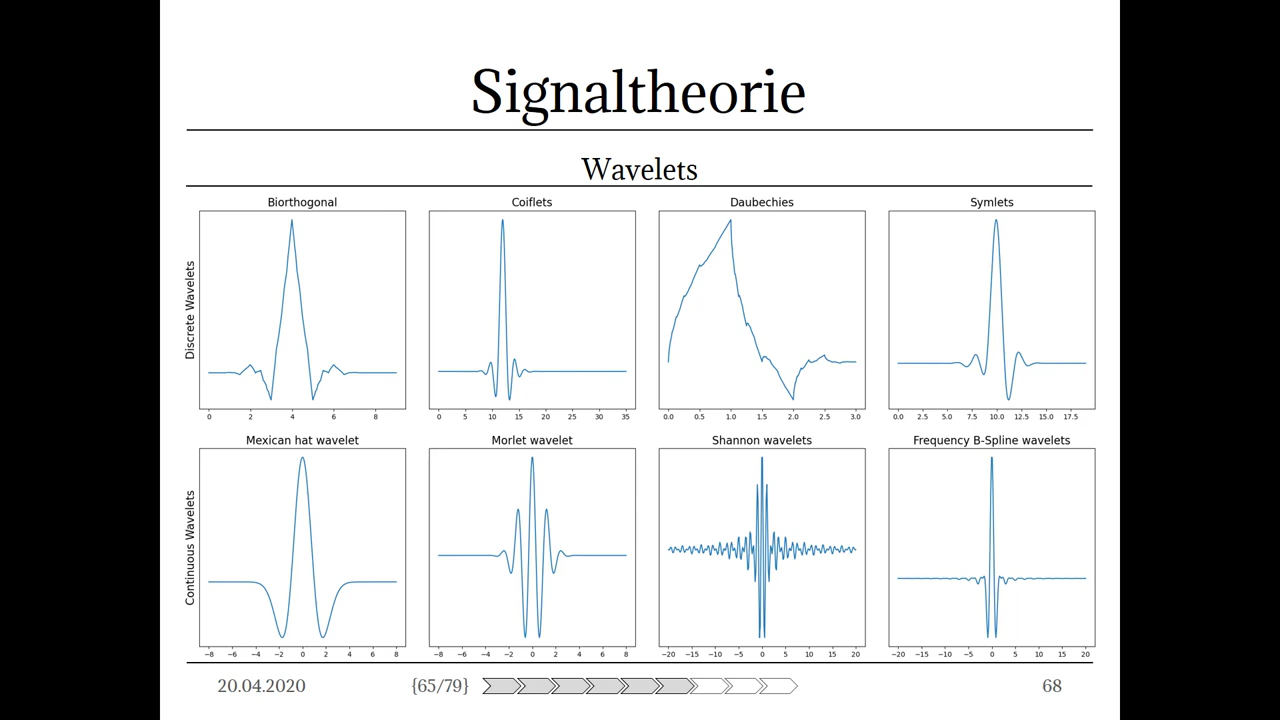 Signaltheorie
Wavelets
Biorthogonal
Coiflets
Daubechies
Symlets
Discrete Wavelets
0 2 4 6 8
0 5 10 15 20 25 30 35
0.0 0.5 1.0 1.5 2.0 2.5 3.0
0.0 2.5 5.0 7.5 10.0 12.5 15.0 17.5
Mexican hat wavelet
Morlet wavelet
Shannon wavelets
Frequency B-Spline wavelets
Continuous Wavelets
−8 −6 −4 −2 0 2 4 6 8
−8 −6 −4 −2 0 2 4 6 8
−20 −15 −10 −5 0 5 10 15 20
−20 −15 −10 −5 0 5 10 15 20
20.04.2020
{65/79}
68